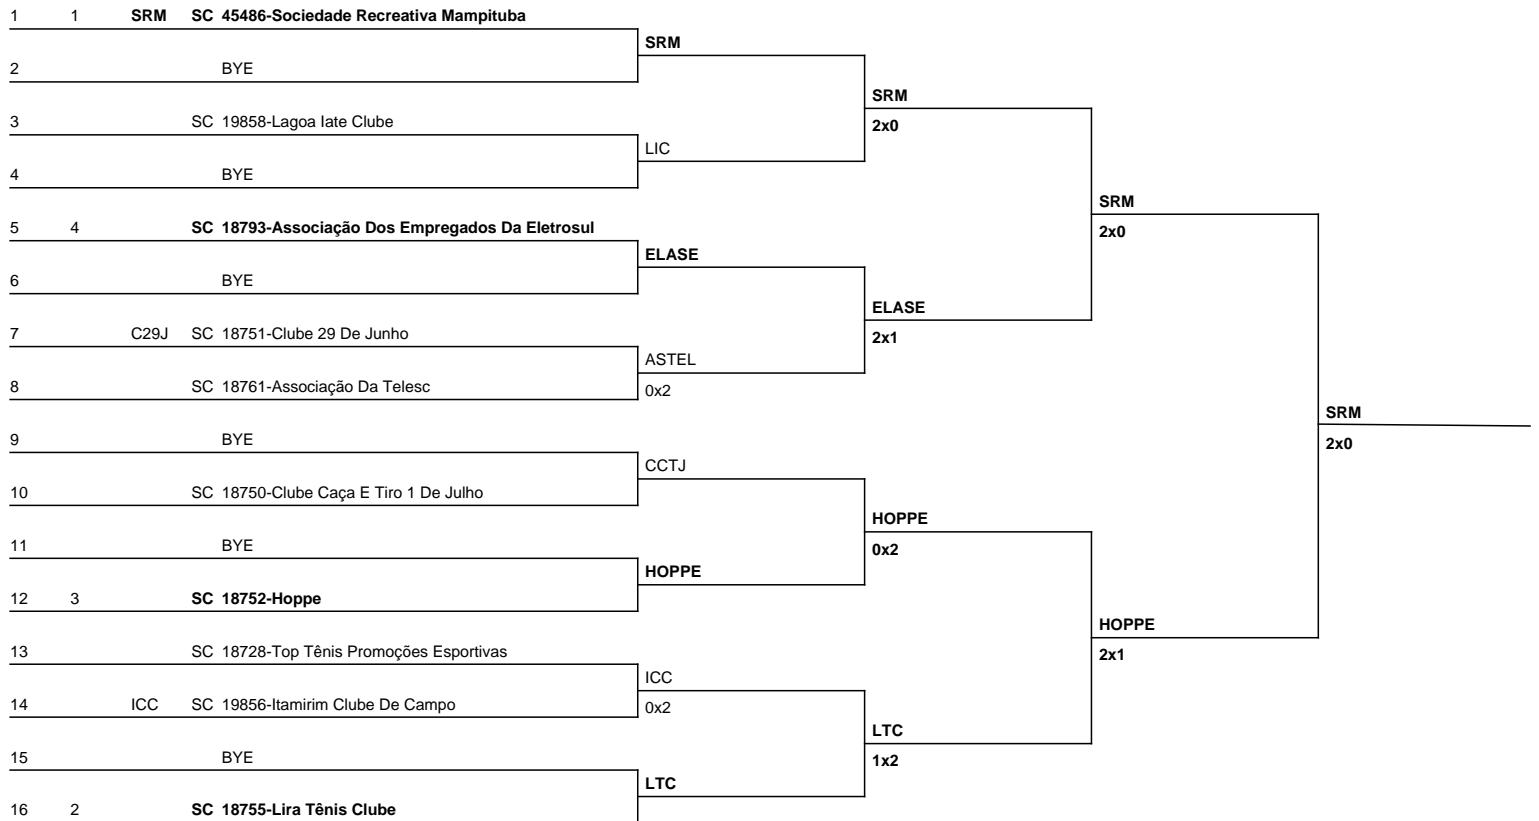 1 1 SRM SC 45486-Sociedade Recreativa Mampituba
SRM
2 BYE
SRM
3 SC 19858-Lagoa Iate Clube
2x0
LIC
4 BYE
SRM
5 4 SC 18793-Associação Dos Empregados Da Eletrosul
2x0
ELASE
6 BYE
ELASE
7 C29J SC 18751-Clube 29 De Junho
2x1
ASTEL
8 SC 18761-Associação Da Telesc
0x2
SRM
9 BYE
2x0
CCTJ
10 SC 18750-Clube Caça E Tiro 1 De Julho
HOPPE
11 BYE
0x2
HOPPE
12 3 SC 18752-Hoppe
HOPPE
13 SC 18728-Top Tênis Promoções Esportivas
2x1
ICC
14 ICC SC 19856-Itamirim Clube De Campo
0x2
LTC
15 BYE
1x2
LTC
16 2 SC 18755-Lira Tênis Clube